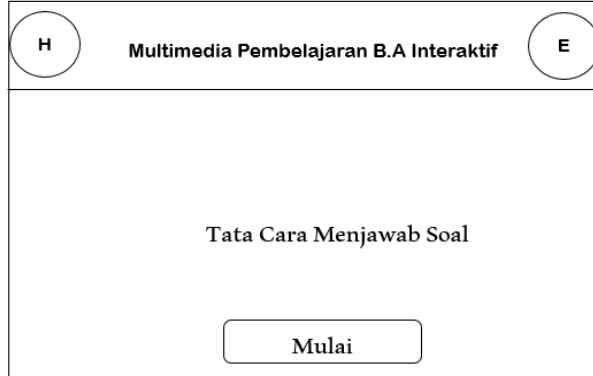 H
Multimedia Pembelajaran B.A Interaktif
E
Tata Cara Menjawab Soal
Mulai